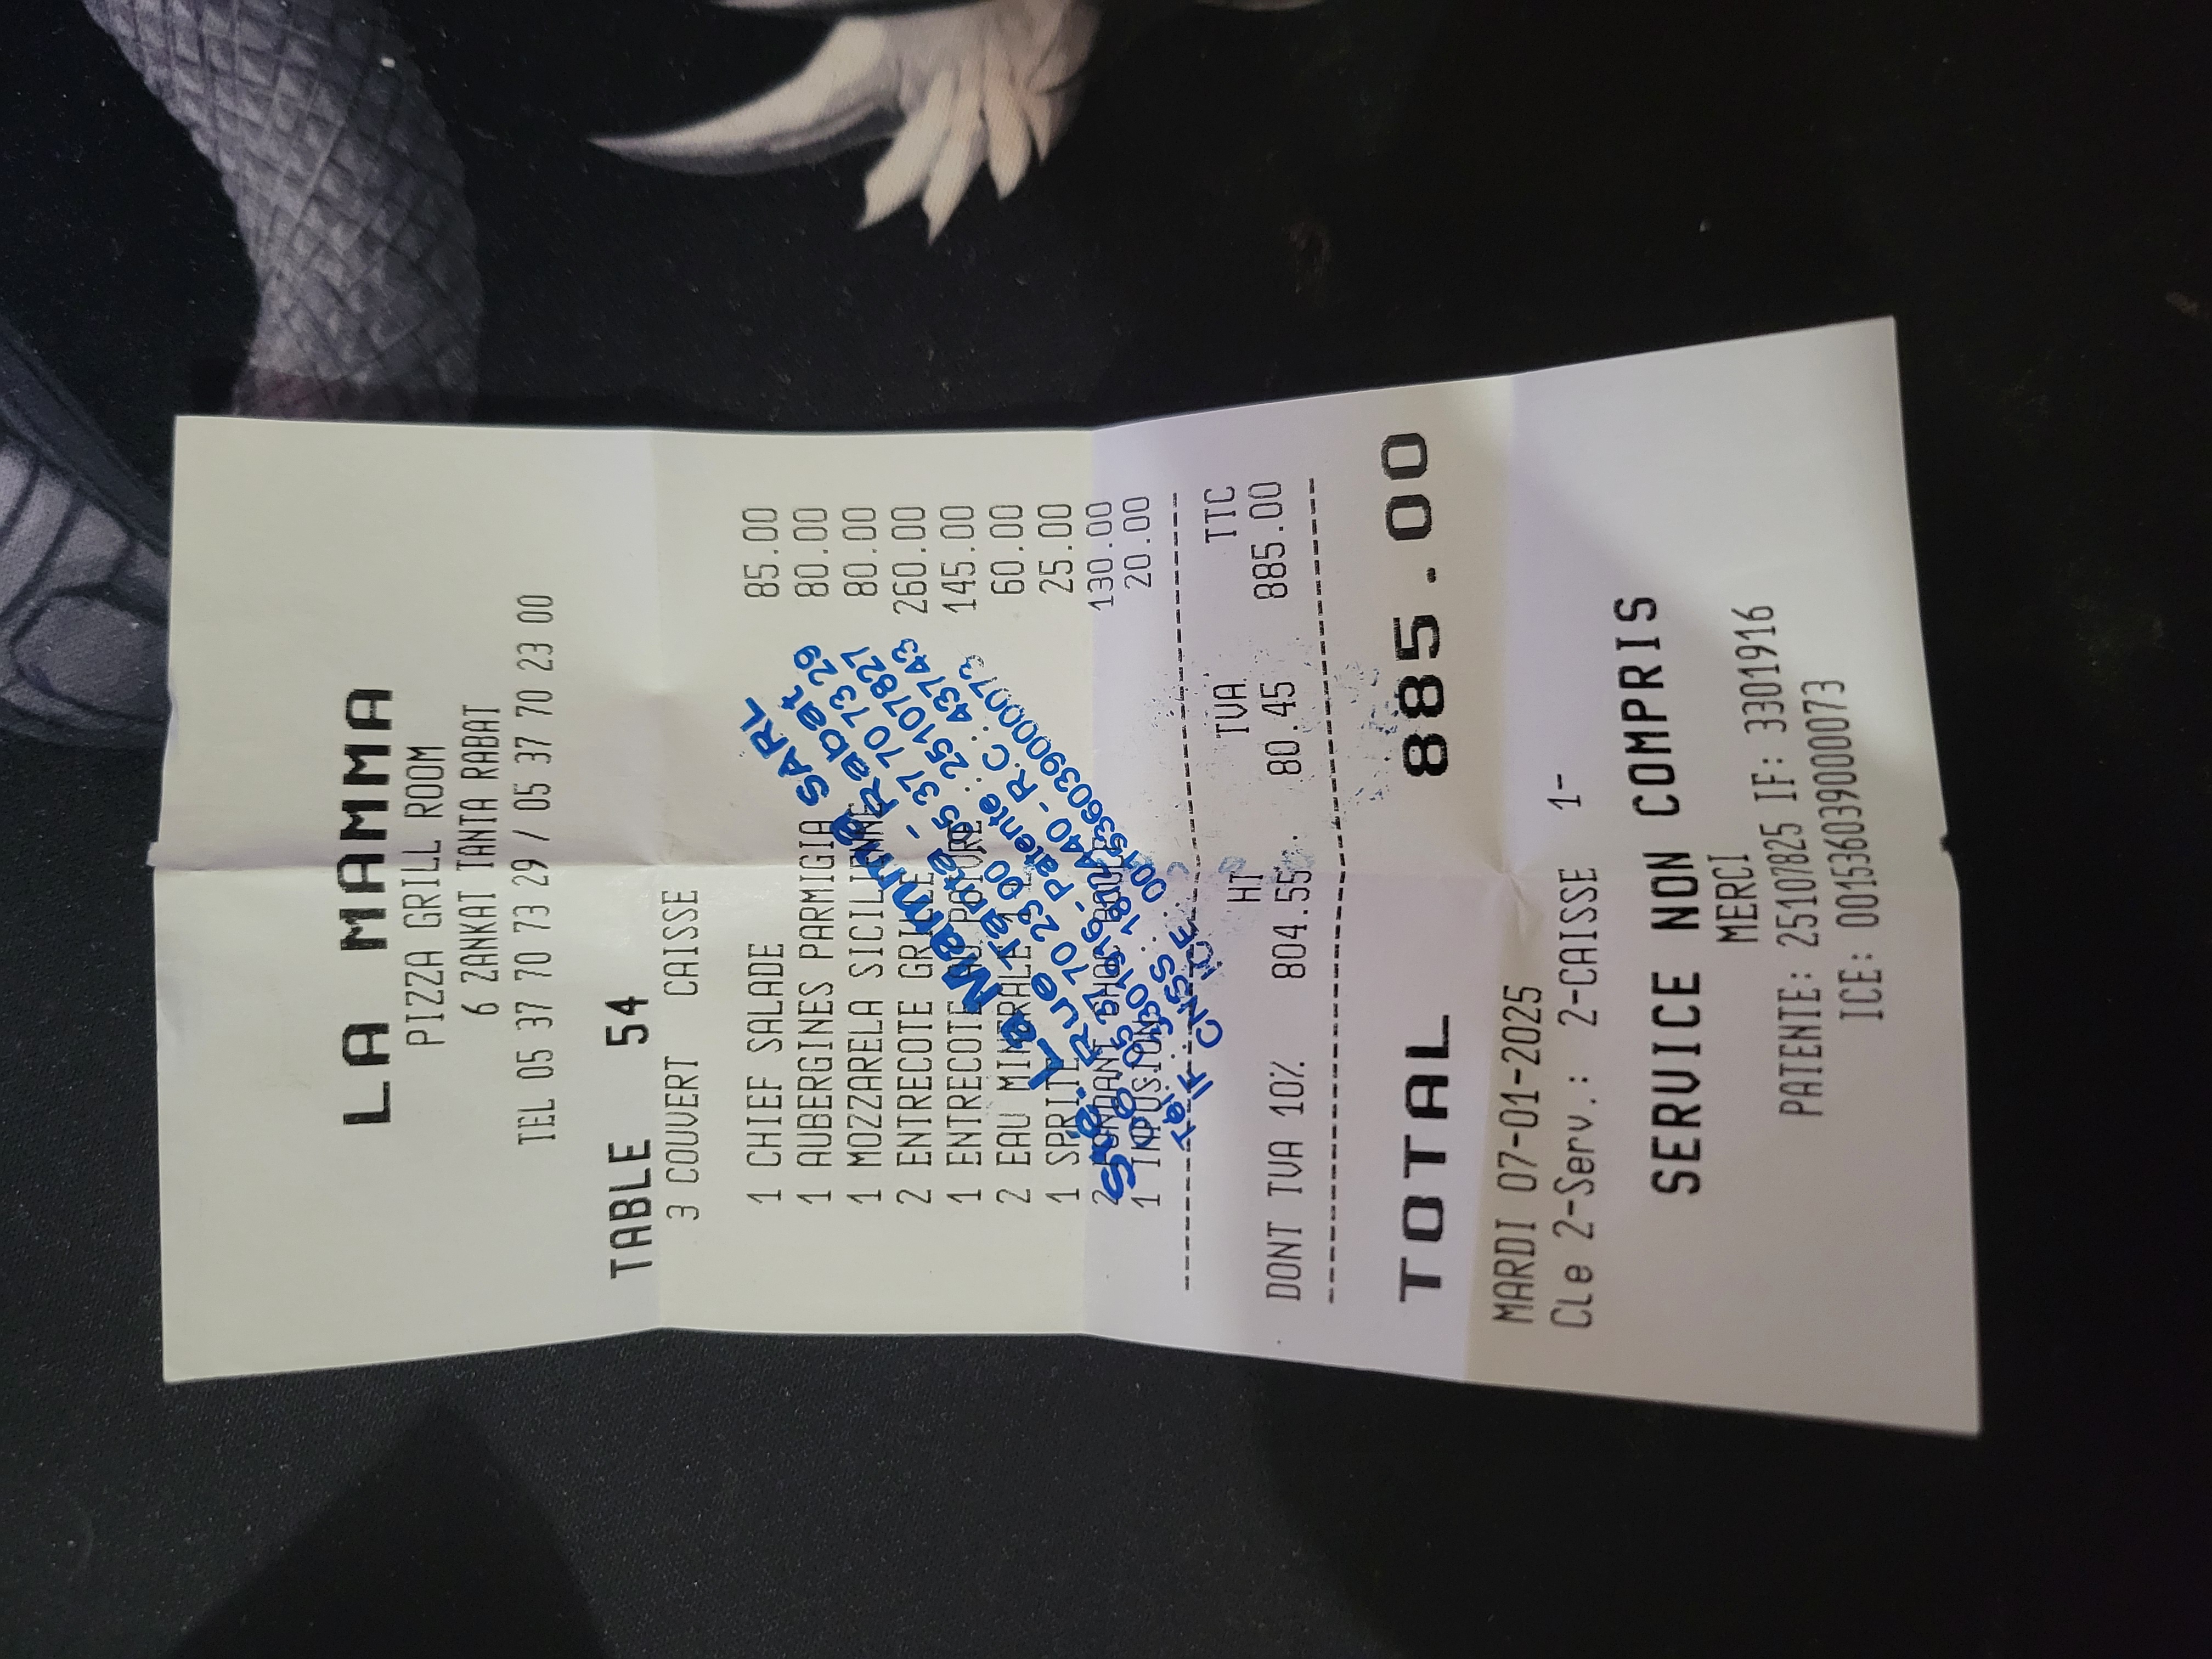 LA MAMMA
PIZZA GRILL ROOM
6 ZANKAT TANTA RABAT
TEL 05 37 70 73 29 / 05 37 70 23 00
TABLE 54
3 COUVERT CAISSE
1 CHIEF SALADE 85.00
1 AUBERGINES PARMIGIA 80.00
1 MOZZARELA SICILIENNE 80.00
2 ENTRECOTE GRILLE 260.00
1 ENTRECOTE AU POIVRE 145.00
2 EAU MINERALE 1 L 60.00
1 SPRITE 25.00
2 FONDANT CHOC 130.00
1 INFUSION 20.00
HT TVA TTC
DONT TVA 10% 804.55 80.45 885.00
TOTAL 885.00
MARDI 07-01-2025
Cle 2-Serv.: 2-CAISSE 1-
SERVICE NON COMPRIS
MERCI
PATENTE: 25107825 IF: 3301916
ICE: 001536039000073
Sté. La Mamma SARL
06, Rue Tanta - Rabat
Tél.: 05 37 70 23 00 / 05 37 70 73 29
IF : 3301916 - Patente : 25107827
CNSS : 1872440 - R.C : 43743
ICE : 001536039000073